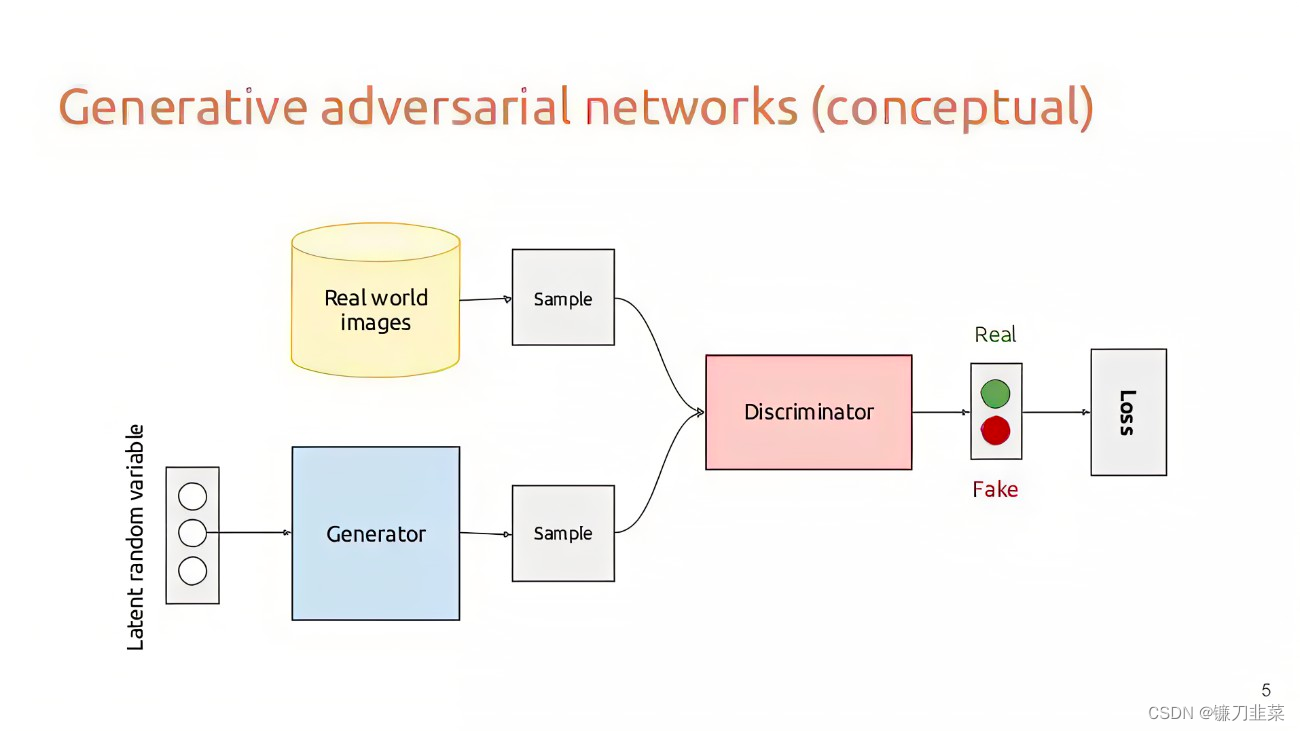 Generative adversarial networks (conceptual)
Real world
images
Sample
Latent random variable
Generator
Sample
Discriminator
Real
Fake
Loss
5
CSDN @镰刀韭菜